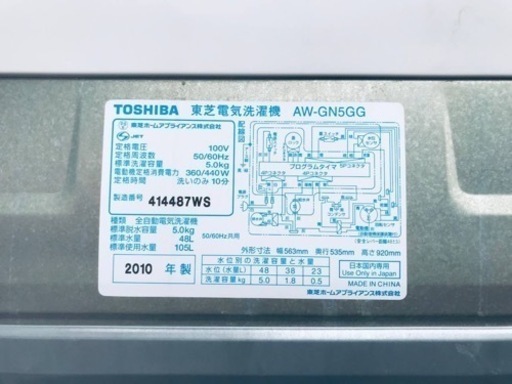 TOSHIBA 東芝電気洗濯機 AW-GN5GG
東芝ホームアプライアンス株式会社
JET
定格電圧 100V
定格周波数 50/60Hz
標準洗濯容量 5.0kg
電動機定格消費電力 360/440W
定格時間 洗いのみ 10分
製造番号 414487WS
種類 全自動電気洗濯機
標準脱水容量 5.0kg
標準水量 48L
標準使用水量 105L
2010 年製
配線図
プログラムタイマ
50/60Hz共用
外形寸法 幅563mm 奥行535mm 高さ920mm
水位別の洗濯容量と水量
水位(水量L) 48 38 23
洗濯容量kg 5.0 1.8 0.5
日本国内専用
Use Only in Japan
東芝ホームアプライアンス株式会社
MADE IN CHINA